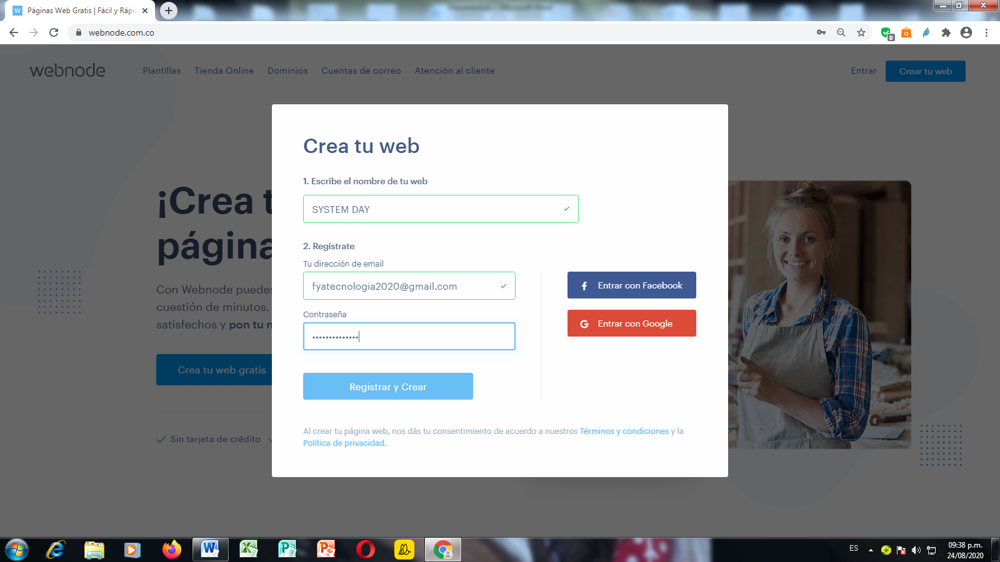 Páginas Web Gratis | Fácil y Rápid
webnode.com.co
0
webnode
Plantillas
Tienda Online
Dominios
Cuentas de correo
Atención al cliente
Entrar
Crear tu web
Crea tu web
1. Escribe el nombre de tu web
SYSTEM DAY
2. Regístrate
Tu dirección de email
fyatecnologia2020@gmail.com
Contraseña
••••••••••••••
Registrar y Crear
Entrar con Facebook
Entrar con Google
Al crear tu página web, nos dás tu consentimiento de acuerdo a nuestros Términos y condiciones y la
Política de privacidad.
¡Crea t
página
Con Webnode puedes
cuestión de minutos.
satisfechos y pon tu n
Crea tu web gratis
Sin tarjeta de crédito
ES
09:38 p.m.
24/08/2020